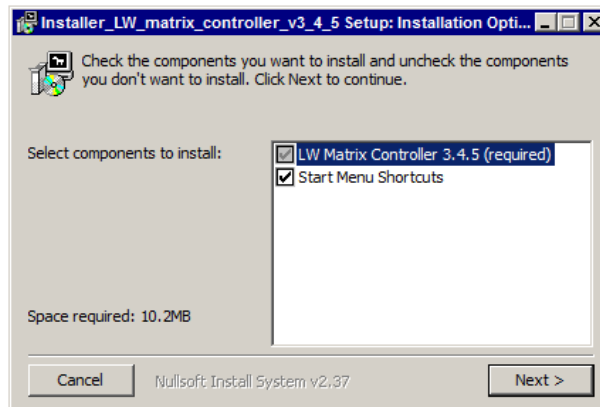 Installer_LW_matrix_controller_v3_4_5 Setup: Installation Opti...
Check the components you want to install and uncheck the components
you don't want to install. Click Next to continue.
Select components to install:
LW Matrix Controller 3.4.5 (required)
Start Menu Shortcuts
Space required: 10.2MB
Cancel
Nullsoft Install System v2.37
Next >